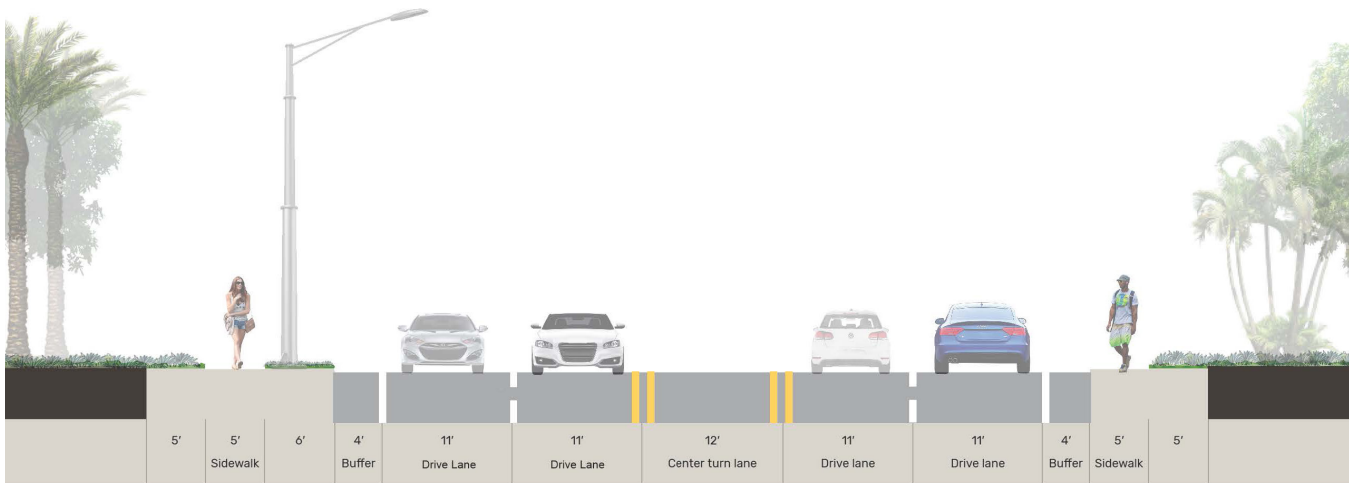 5’ 5’ 6’ 4’ 11’ 11’ 12’ 11’ 11’ 4’ 5’ 5’
Sidewalk Buffer Drive Lane Drive Lane Center turn lane Drive lane Drive lane Buffer Sidewalk